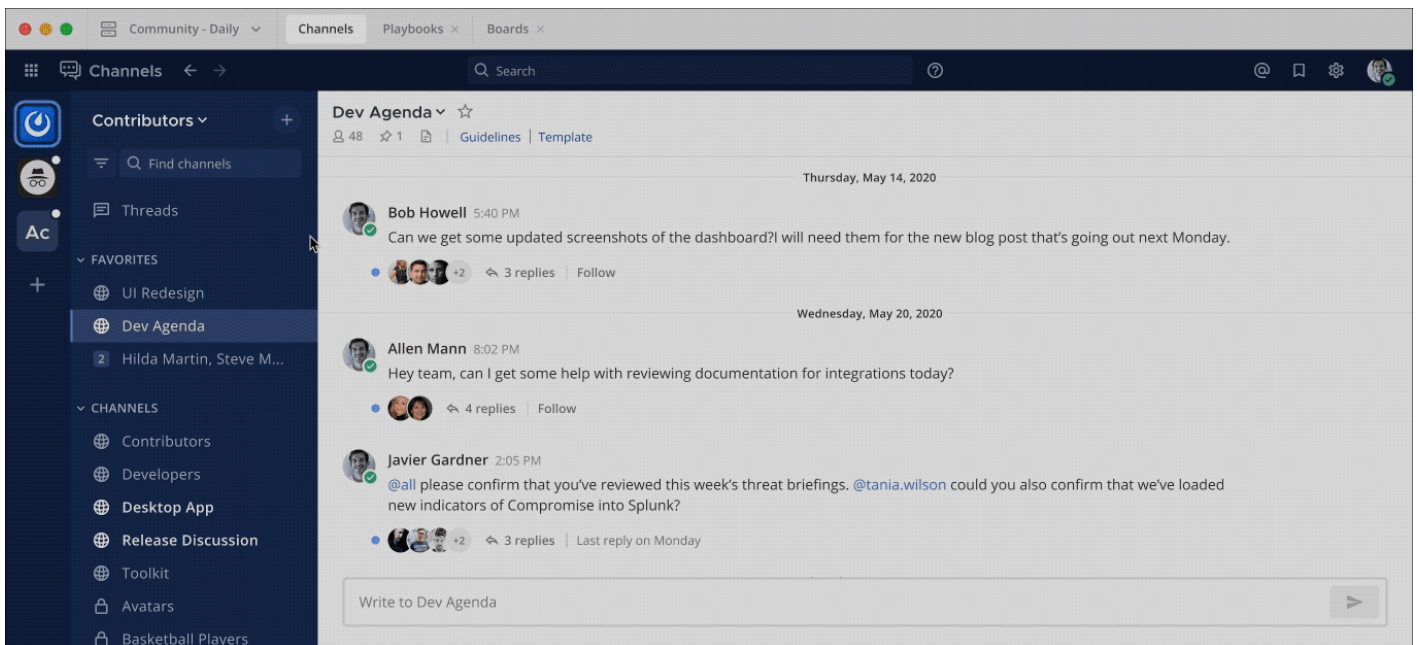 Community - Daily
Channels
Playbooks
Boards
Channels
Search
Contributors
Find channels
Threads
FAVORITES
UI Redesign
Dev Agenda
2 Hilda Martin, Steve M...
CHANNELS
Contributors
Developers
Desktop App
Release Discussion
Toolkit
Avatars
Basketball Players
Ac
Dev Agenda
48 1 Guidelines Template
Thursday, May 14, 2020
Bob Howell 5:40 PM
Can we get some updated screenshots of the dashboard?I will need them for the new blog post that's going out next Monday.
+2 3 replies Follow
Wednesday, May 20, 2020
Allen Mann 8:02 PM
Hey team, can I get some help with reviewing documentation for integrations today?
4 replies Follow
Javier Gardner 2:05 PM
@all please confirm that you've reviewed this week's threat briefings. @tania.wilson could you also confirm that we've loaded
new indicators of Compromise into Splunk?
+2 3 replies Last reply on Monday
Write to Dev Agenda